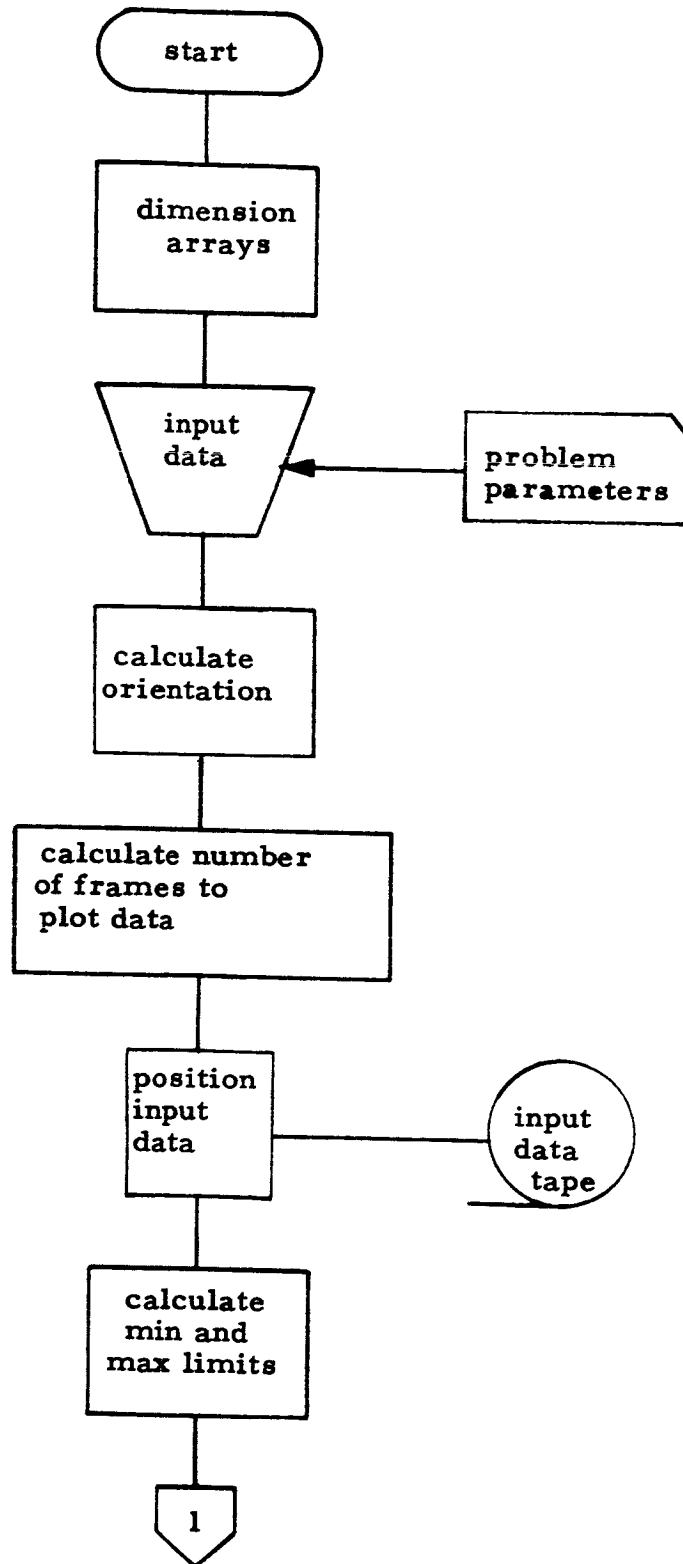 start
dimension
arrays
input
data
problem
parameters
calculate
orientation
calculate number
of frames to
plot data
position
input
data
input
data
tape
calculate
min and
max limits
1